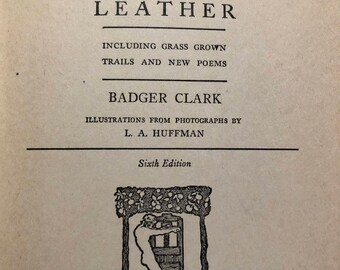 LEATHER
INCLUDING GRASS GROWN
TRAILS AND NEW POEMS
BADGER CLARK
ILLUSTRATIONS FROM PHOTOGRAPHS BY
L. A. HUFFMAN
Sixth Edition